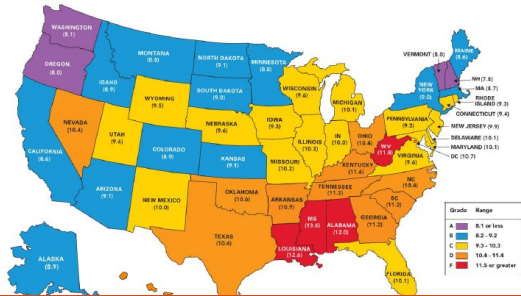 WASHINGTON
(8.1)
OREGON
(8.0)
CALIFORNIA
(8.6)
NEVADA
(10.4)
IDAHO
(8.9)
MONTANA
(8.8)
WYOMING
(9.5)
UTAH
(9.6)
ARIZONA
(9.1)
COLORADO
(8.9)
NEW MEXICO
(10.0)
NORTH DAKOTA
(9.1)
SOUTH DAKOTA
(9.0)
NEBRASKA
(9.6)
KANSAS
(9.1)
OKLAHOMA
(10.6)
TEXAS
(10.4)
MINNESOTA
(8.8)
IOWA
MISSOURI
(10.2)
ARKANSAS
(10.9)
LOUISIANA
(12.6)
WISCONSIN
(9.6)
ILLINOIS
(10.3)
MICHIGAN
(10.1)
IN
OHIO
(10.4)
KENTUCKY
(11.4)
TENNESSEE
(11.3)
MS
(13.6)
ALABAMA
(12.0)
GEORGIA
(11.2)
FLORIDA
(10.1)
SC
(11.2)
NC
(10.4)
VIRGINIA
(9.6)
WV
(11.8)
PENNSYLVANIA
NEW
YORK
(9.0)
VERMONT (8.0)
MAINE
(8.6)
NH (7.8)
MA (8.7)
RHODE
ISLAND (9.3)
CONNECTICUT (9.4)
NEW JERSEY (9.9)
DELAWARE (10.1)
MARYLAND (10.1)
DC (10.7)
ALASKA
(8.9)
Grade Range
A 8.1 or less
B 8.2 - 9.2
C 9.3 - 10.3
D 10.4 - 11.4
F 11.5 or greater